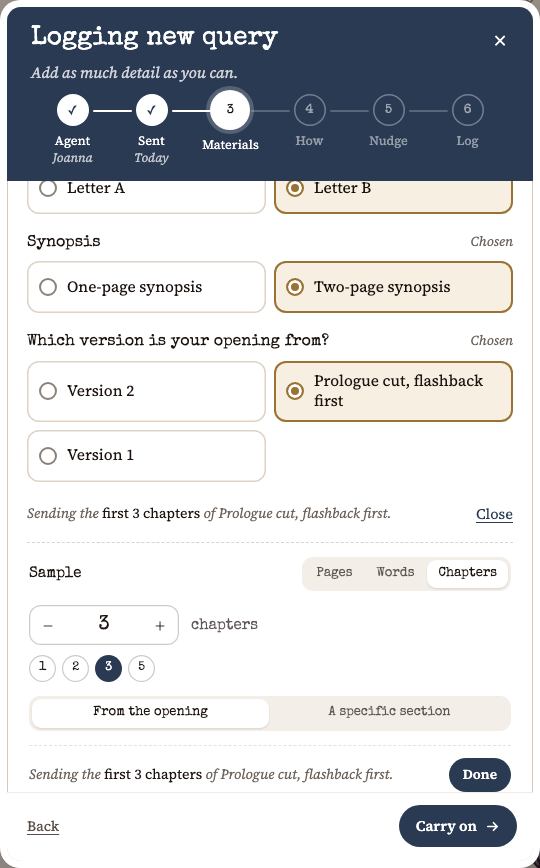 Logging new query
×
Add as much detail as you can.
✓ ✓ 3 4 5 6
Agent Sent Materials How Nudge Log
Joanna Today
Letter A Letter B
Synopsis Chosen
One-page synopsis Two-page synopsis
Which version is your opening from? Chosen
Version 2 Prologue cut, flashback
first
Version 1
Sending the first 3 chapters of Prologue cut, flashback first. Close
Sample Pages Words Chapters
− 3 + chapters
1 2 3 5
From the opening A specific section
Sending the first 3 chapters of Prologue cut, flashback first. Done
Back Carry on →